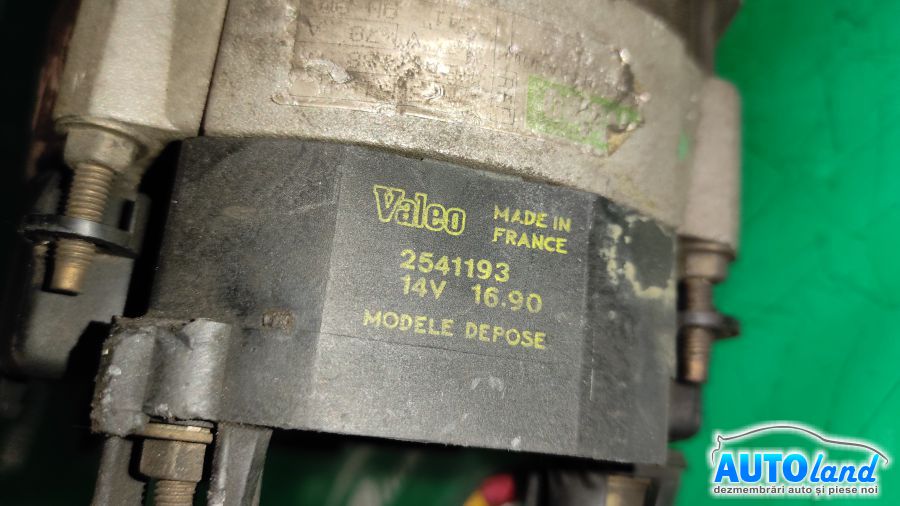 Valeo MADE IN
FRANCE
2541193
14V 16.90
MODELE DEPOSE
AUTOland
dezmembrări auto și piese noi